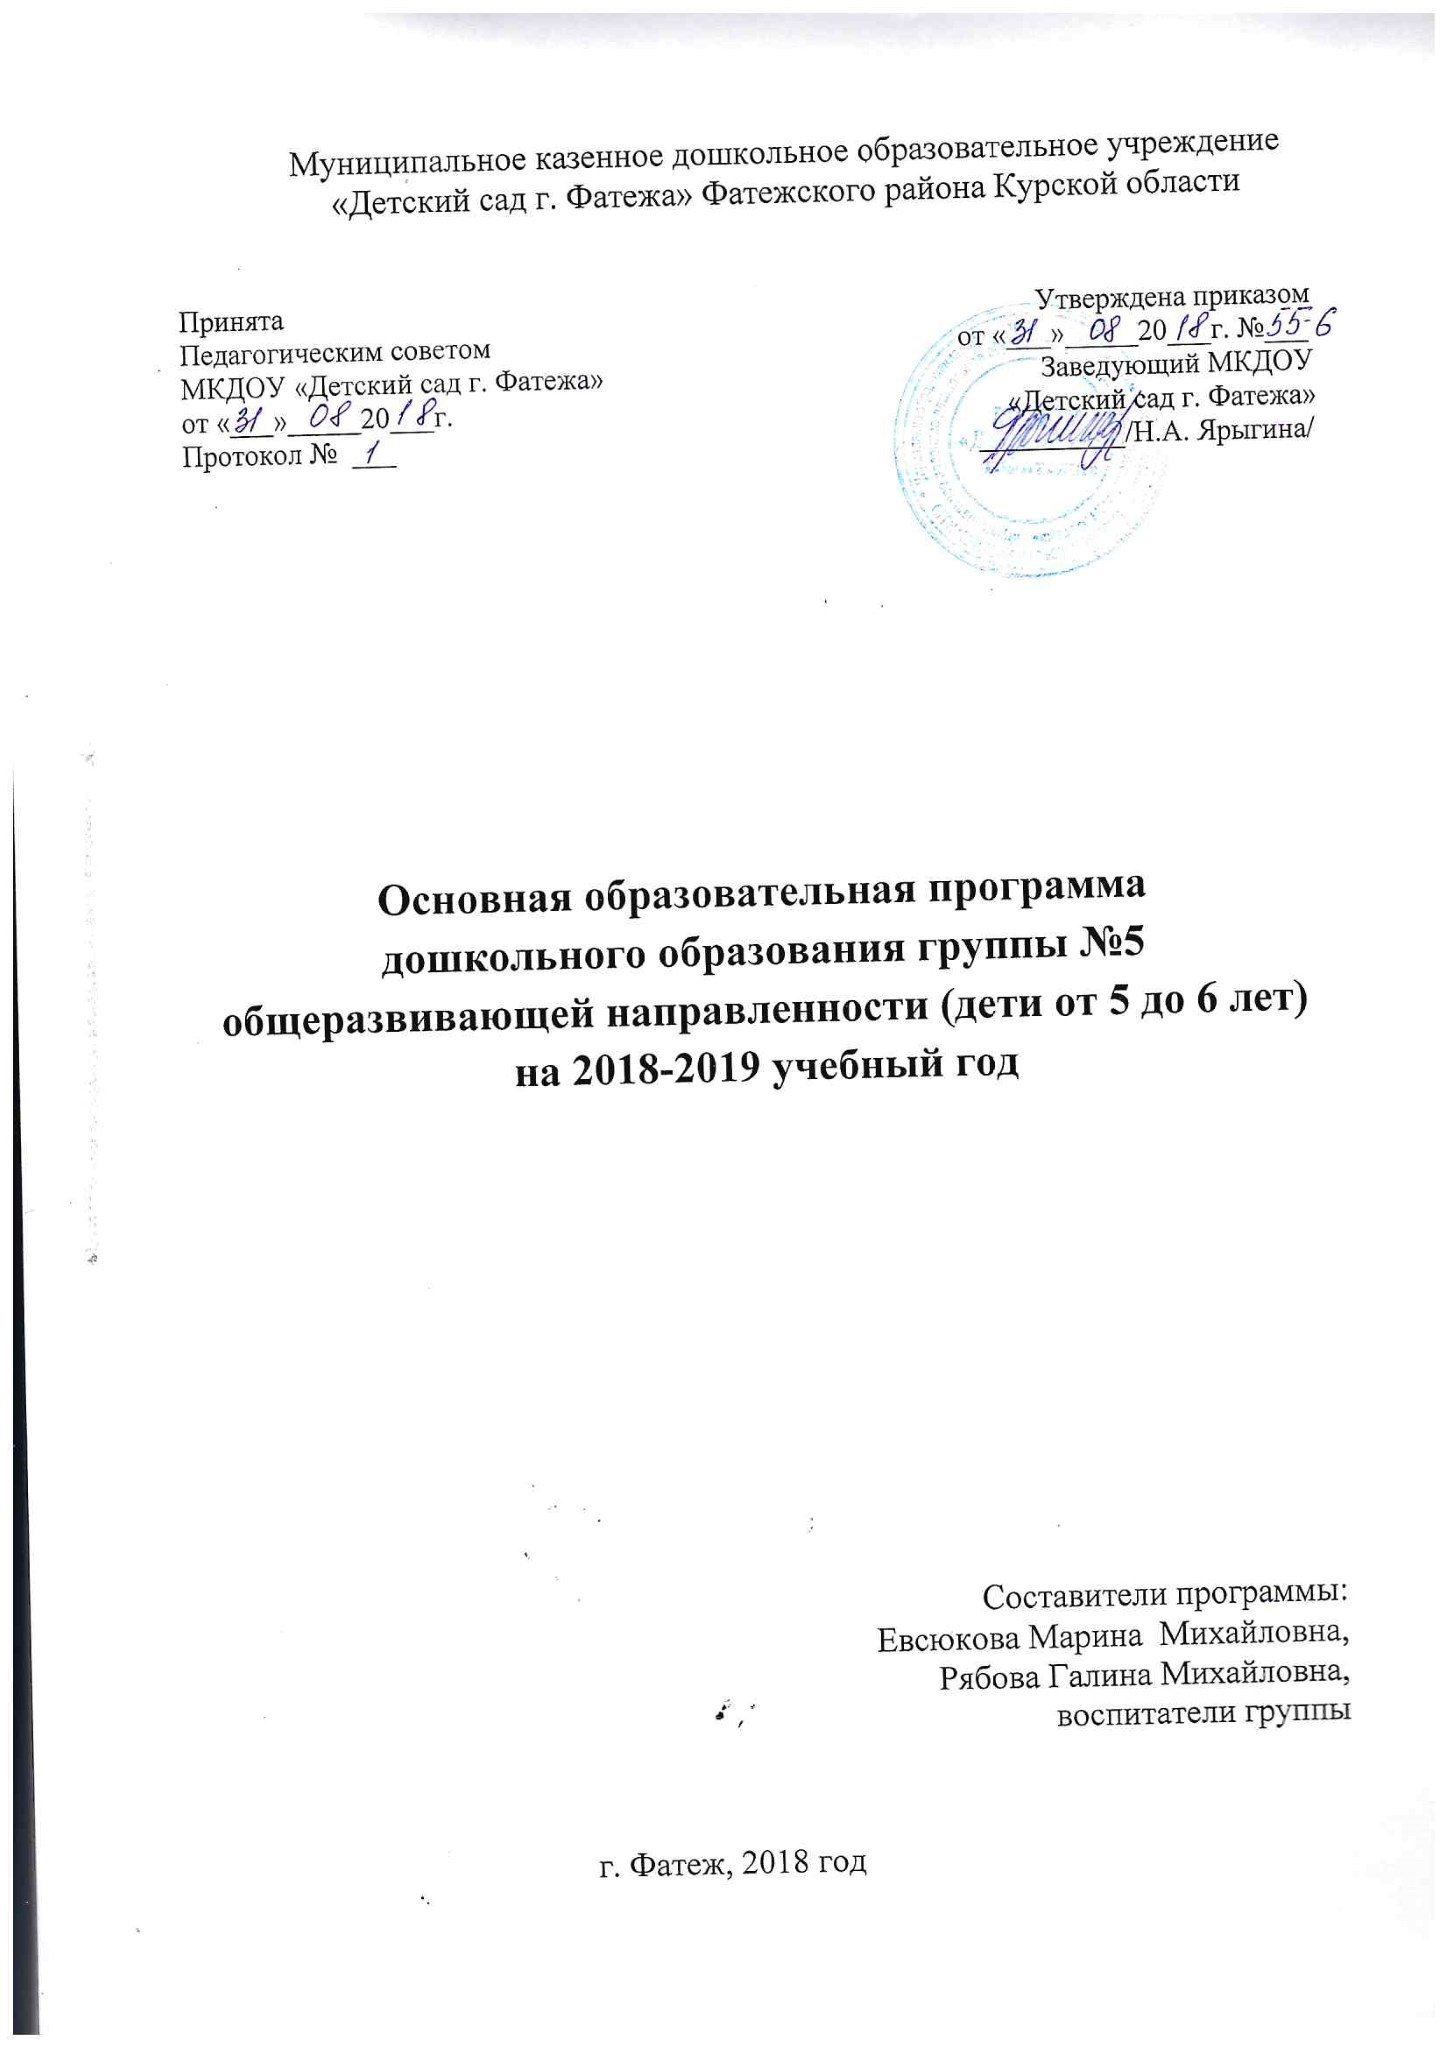 Муниципальное казенное дошкольное образовательное учреждение
«Детский сад г. Фатежа» Фатежского района Курской области
Принята
Педагогическим советом
МКДОУ «Детский сад г. Фатежа»
от «31» 08 2018г.
Протокол № 1
Утверждена приказом
от «31» 08 2018г. №55-6
Заведующий МКДОУ
«Детский сад г. Фатежа»
/Н.А. Ярыгина/
Основная образовательная программа
дошкольного образования группы №5
общеразвивающей направленности (дети от 5 до 6 лет)
на 2018-2019 учебный год
Составители программы:
Евсюкова Марина Михайловна,
Рябова Галина Михайловна,
воспитатели группы
г. Фатеж, 2018 год